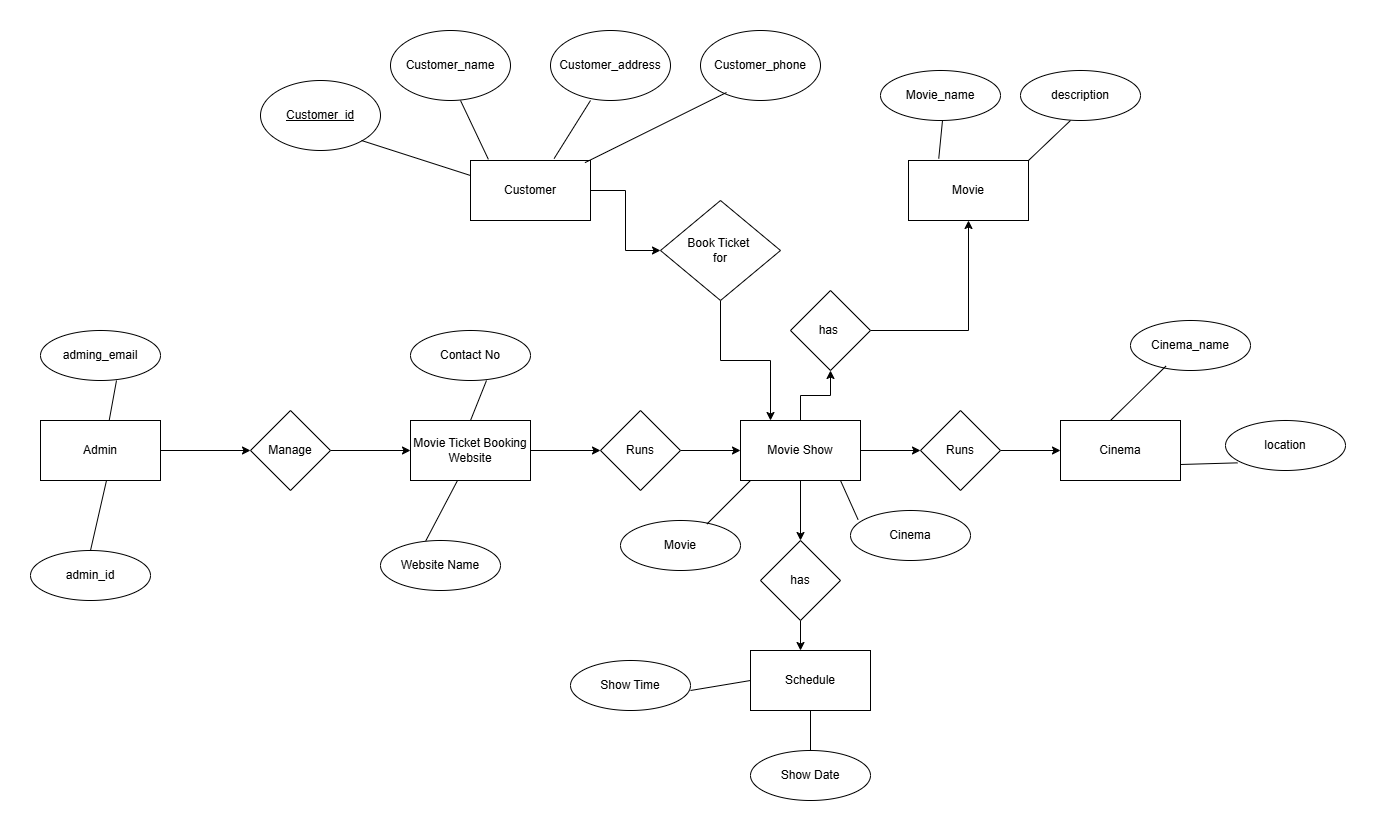 Customer_name
Customer_address
Customer_phone
Customer_id
Movie_name
description
Customer
Movie
Book Ticket
for
has
Cinema_name
adming_email
Contact No
Admin
Manage
Movie Ticket Booking
Website
Runs
Movie Show
Runs
Cinema
location
Movie
Cinema
admin_id
Website Name
has
Show Time
Schedule
Show Date